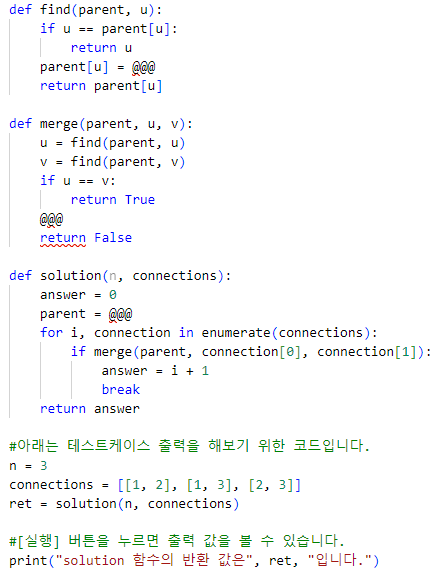 def find(parent, u):
    if u == parent[u]:
        return u
    parent[u] = @@@
    return parent[u]

def merge(parent, u, v):
    u = find(parent, u)
    v = find(parent, v)
    if u == v:
        return True
    @@@
    return False

def solution(n, connections):
    answer = 0
    parent = @@@
    for i, connection in enumerate(connections):
        if merge(parent, connection[0], connection[1]):
            answer = i + 1
            break
    return answer

#아래는 테스트케이스 출력을 해보기 위한 코드입니다.
n = 3
connections = [[1, 2], [1, 3], [2, 3]]
ret = solution(n, connections)

#[실행] 버튼을 누르면 출력 값을 볼 수 있습니다.
print("solution 함수의 반환 값은", ret, "입니다.")